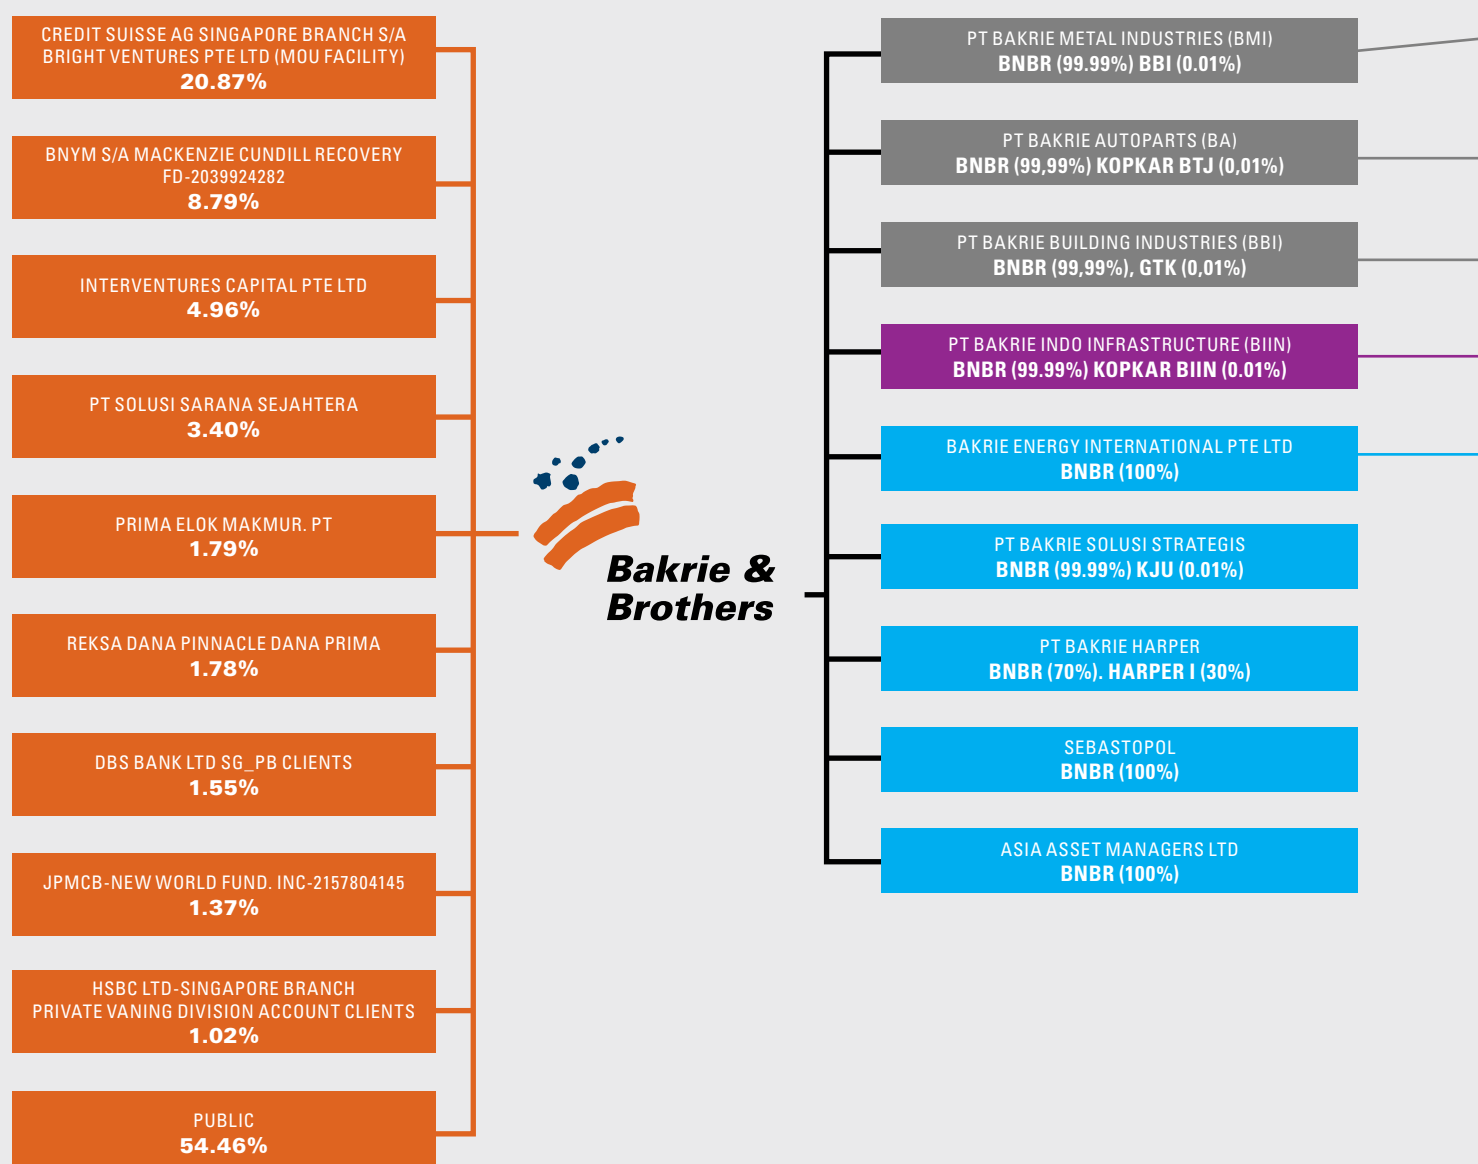 CREDIT SUISSE AG SINGAPORE BRANCH S/A
BRIGHT VENTURES PTE LTD (MOU FACILITY)
20.87%
BNYM S/A MACKENZIE CUNDILL RECOVERY
FD-2039924282
8.79%
INTERVENTURES CAPITAL PTE LTD
4.96%
PT SOLUSI SARANA SEJAHTERA
3.40%
PRIMA ELOK MAKMUR. PT
1.79%
REKSA DANA PINNACLE DANA PRIMA
1.78%
DBS BANK LTD SG_PB CLIENTS
1.55%
JPMCB-NEW WORLD FUND. INC-2157804145
1.37%
HSBC LTD-SINGAPORE BRANCH
PRIVATE VANING DIVISION ACCOUNT CLIENTS
1.02%
PUBLIC
54.46%
Bakrie &
Brothers
PT BAKRIE METAL INDUSTRIES (BMI)
BNBR (99.99%) BBI (0.01%)
PT BAKRIE AUTOPARTS (BA)
BNBR (99,99%) KOPKAR BTJ (0,01%)
PT BAKRIE BUILDING INDUSTRIES (BBI)
BNBR (99,99%), GTK (0,01%)
PT BAKRIE INDO INFRASTRUCTURE (BIIN)
BNBR (99.99%) KOPKAR BIIN (0.01%)
BAKRIE ENERGY INTERNATIONAL PTE LTD
BNBR (100%)
PT BAKRIE SOLUSI STRATEGIS
BNBR (99.99%) KJU (0.01%)
PT BAKRIE HARPER
BNBR (70%). HARPER I (30%)
SEBASTOPOL
BNBR (100%)
ASIA ASSET MANAGERS LTD
BNBR (100%)